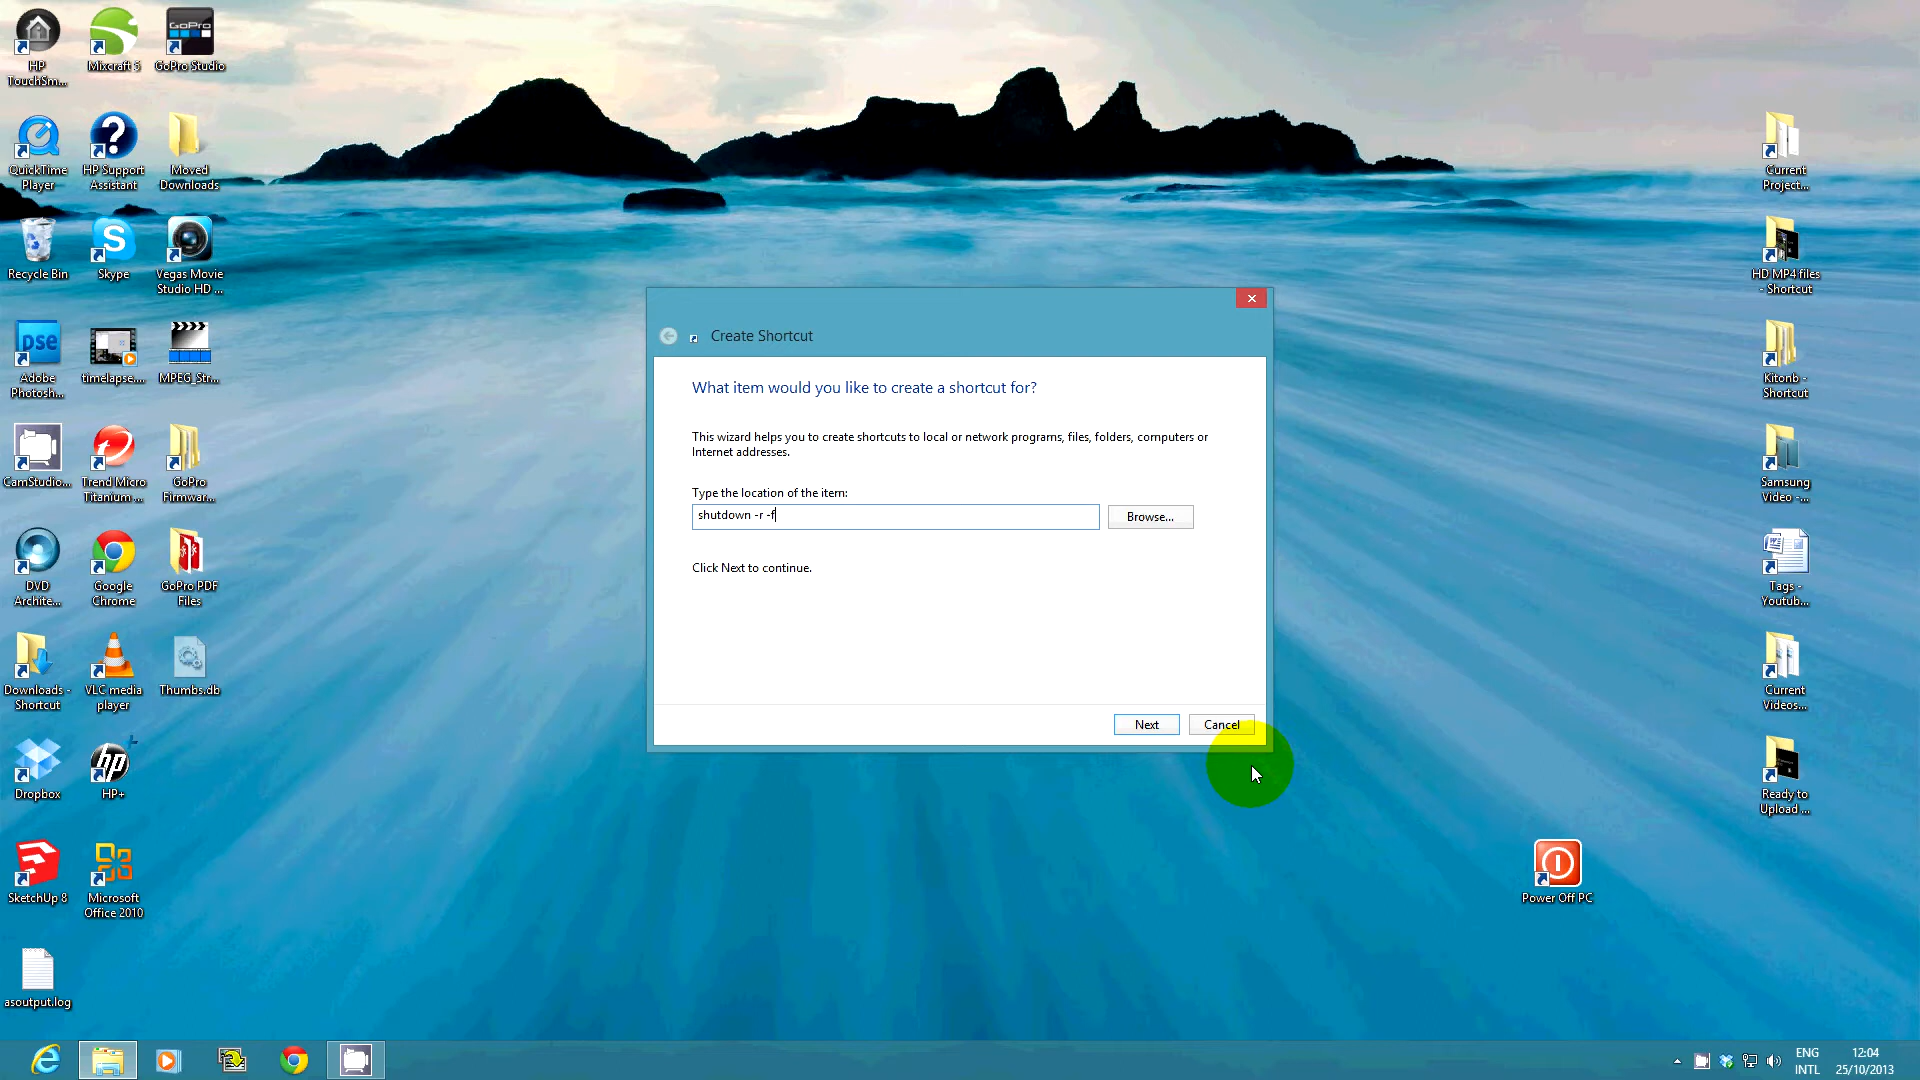 HP
TouchSm...
Mixcraft 5
GoPro
GoPro Studio
QuickTime
Player
?
HP Support
Assistant
Moved
Downloads
Recycle Bin
S
Skype
Vegas Movie
Studio HD ...
pse
Adobe
Photosh...
timelapse....
MPEG_Str...
CamStudio...
Trend Micro
Titanium ...
GoPro
Firmwar...
DVD
Archite...
Google
Chrome
GoPro PDF
Files
Downloads -
Shortcut
VLC media
player
Thumbs.db
Dropbox
hp
HP+
SketchUp 8
Microsoft
Office 2010
asoutput.log
Create Shortcut
What item would you like to create a shortcut for?
This wizard helps you to create shortcuts to local or network programs, files, folders, computers or
Internet addresses.
Type the location of the item:
shutdown -r -f
Browse...
Click Next to continue.
Next
Cancel
Current
Project...
HD MP4 files
- Shortcut
Kitonb -
Shortcut
Samsung
Video -...
Tags -
Youtub...
Current
Videos...
Ready to
Upload ...
Power Off PC
ENG
INTL
12:04
25/10/2013